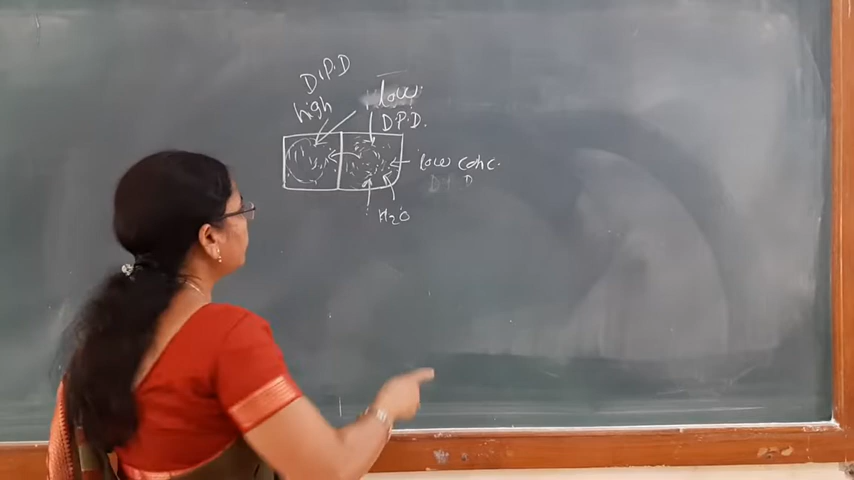 D.P.D
high
low
D.P.D.
low conc.
H₂O